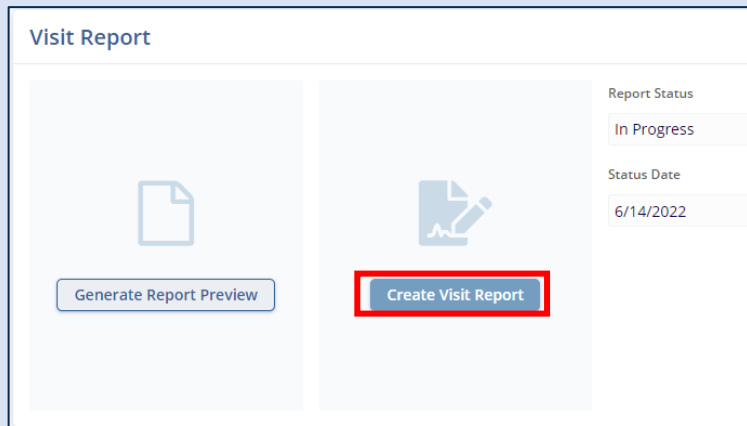 Visit Report
Generate Report Preview
Create Visit Report
Report Status
In Progress
Status Date
6/14/2022